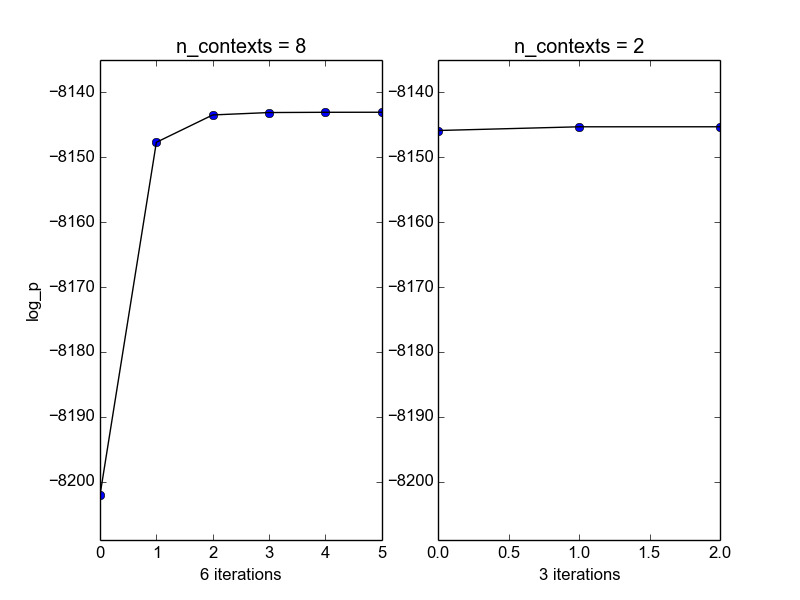 n_contexts = 8
n_contexts = 2
log_p
−8140
−8150
−8160
−8170
−8180
−8190
−8200
0 1 2 3 4 5
6 iterations
−8140
−8150
−8160
−8170
−8180
−8190
−8200
0.0 0.5 1.0 1.5 2.0
3 iterations